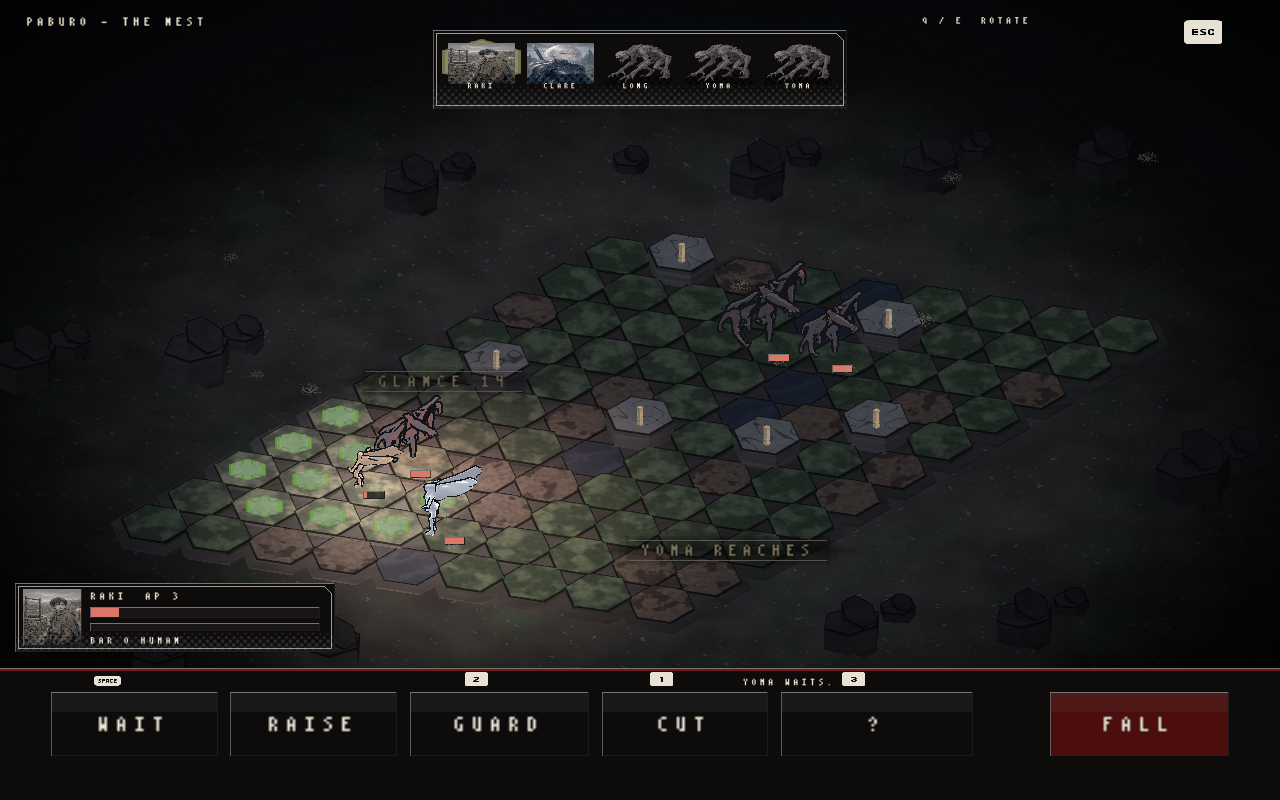 PABURO - THE NEST
Q / E ROTATE
ESC
RAKI
CLARE
LONG
YOMA
YOMA
GLANCE 14
YOMA REACHES
RAKI AP 3
BAR 0 HUMAN
SPACE
2
1
YOMA WAITS.
3
WAIT
RAISE
GUARD
CUT
?
FALL